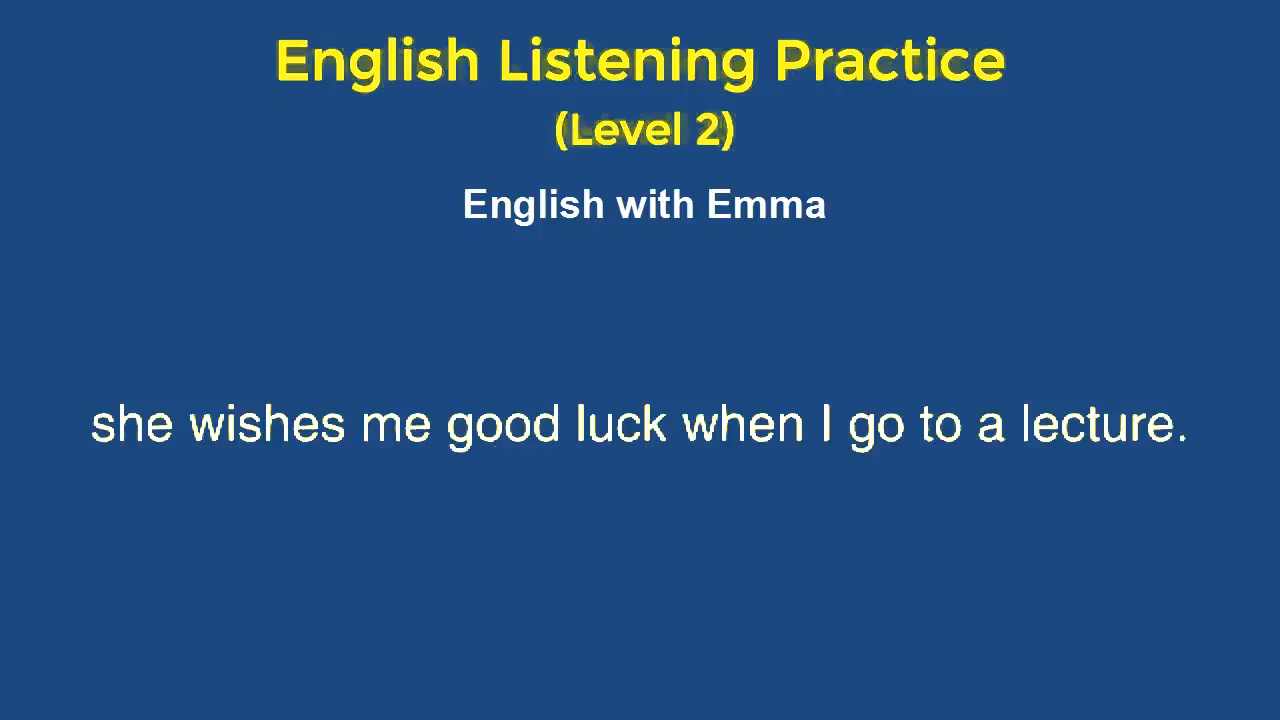 English Listening Practice
(Level 2)
English with Emma
she wishes me good luck when I go to a lecture.